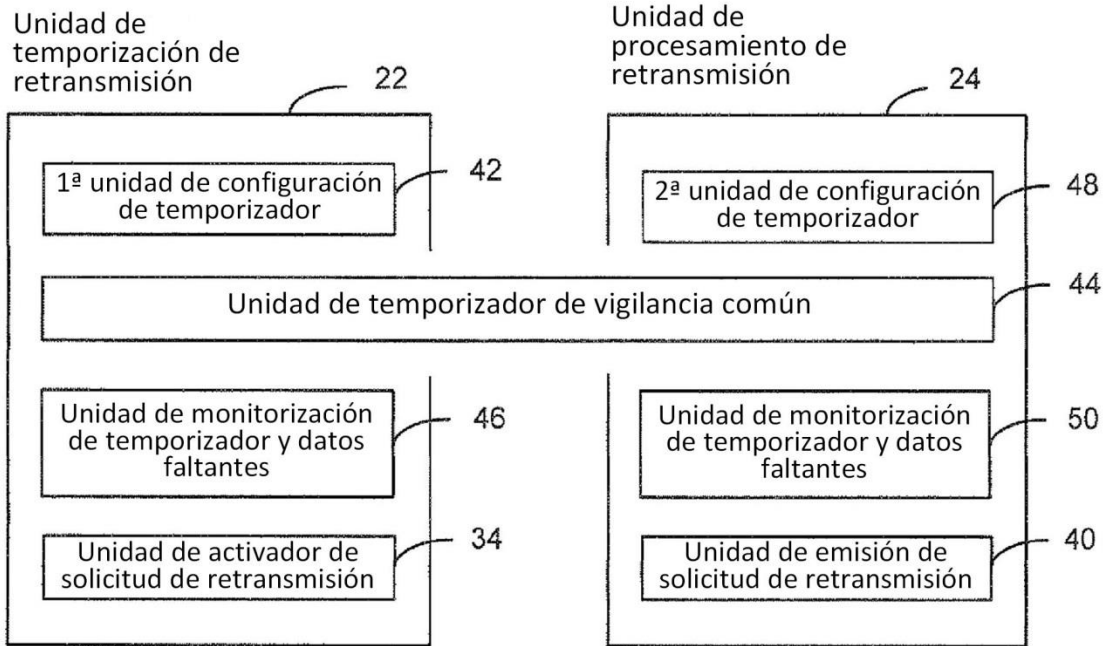 Unidad de
temporización de
retransmisión
22
1ª unidad de configuración
de temporizador
42
Unidad de
procesamiento de
retransmisión
24
2ª unidad de configuración
de temporizador
48
Unidad de temporizador de vigilancia común
44
Unidad de monitorización
de temporizador y datos
faltantes
46
Unidad de monitorización
de temporizador y datos
faltantes
50
Unidad de activador de
solicitud de retransmisión
34
Unidad de emisión de
solicitud de retransmisión
40